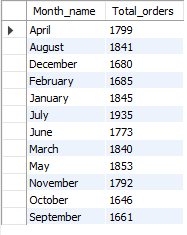 Month_name Total_orders
April 1799
August 1841
December 1680
February 1685
January 1845
July 1935
June 1773
March 1840
May 1853
November 1792
October 1646
September 1661